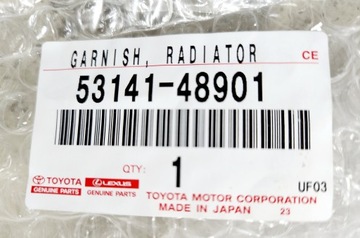 GARNISH, RADIATOR CE
53141-48901
QTY:
1 UF03
TOYOTA LEXUS
GENUINE PARTS GENUINE PARTS
TOYOTA MOTOR CORPORATION
MADE IN JAPAN 23